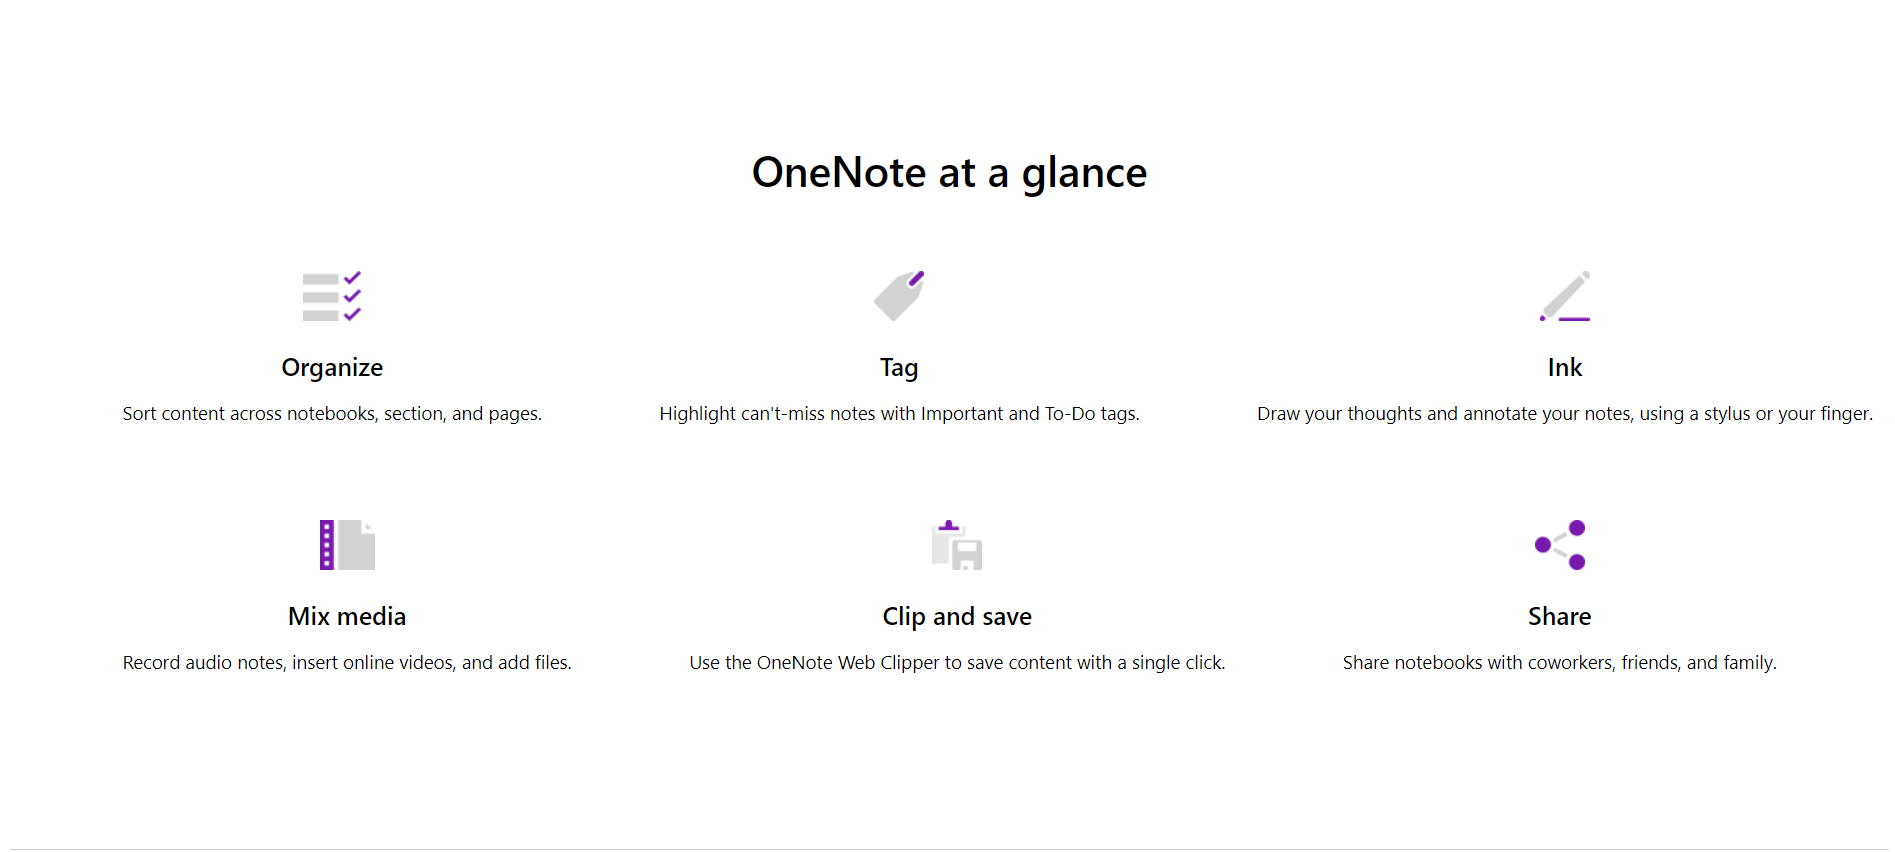 OneNote at a glance
Organize
Sort content across notebooks, section, and pages.
Tag
Highlight can't-miss notes with Important and To-Do tags.
Ink
Draw your thoughts and annotate your notes, using a stylus or your finger.
Mix media
Record audio notes, insert online videos, and add files.
Clip and save
Use the OneNote Web Clipper to save content with a single click.
Share
Share notebooks with coworkers, friends, and family.